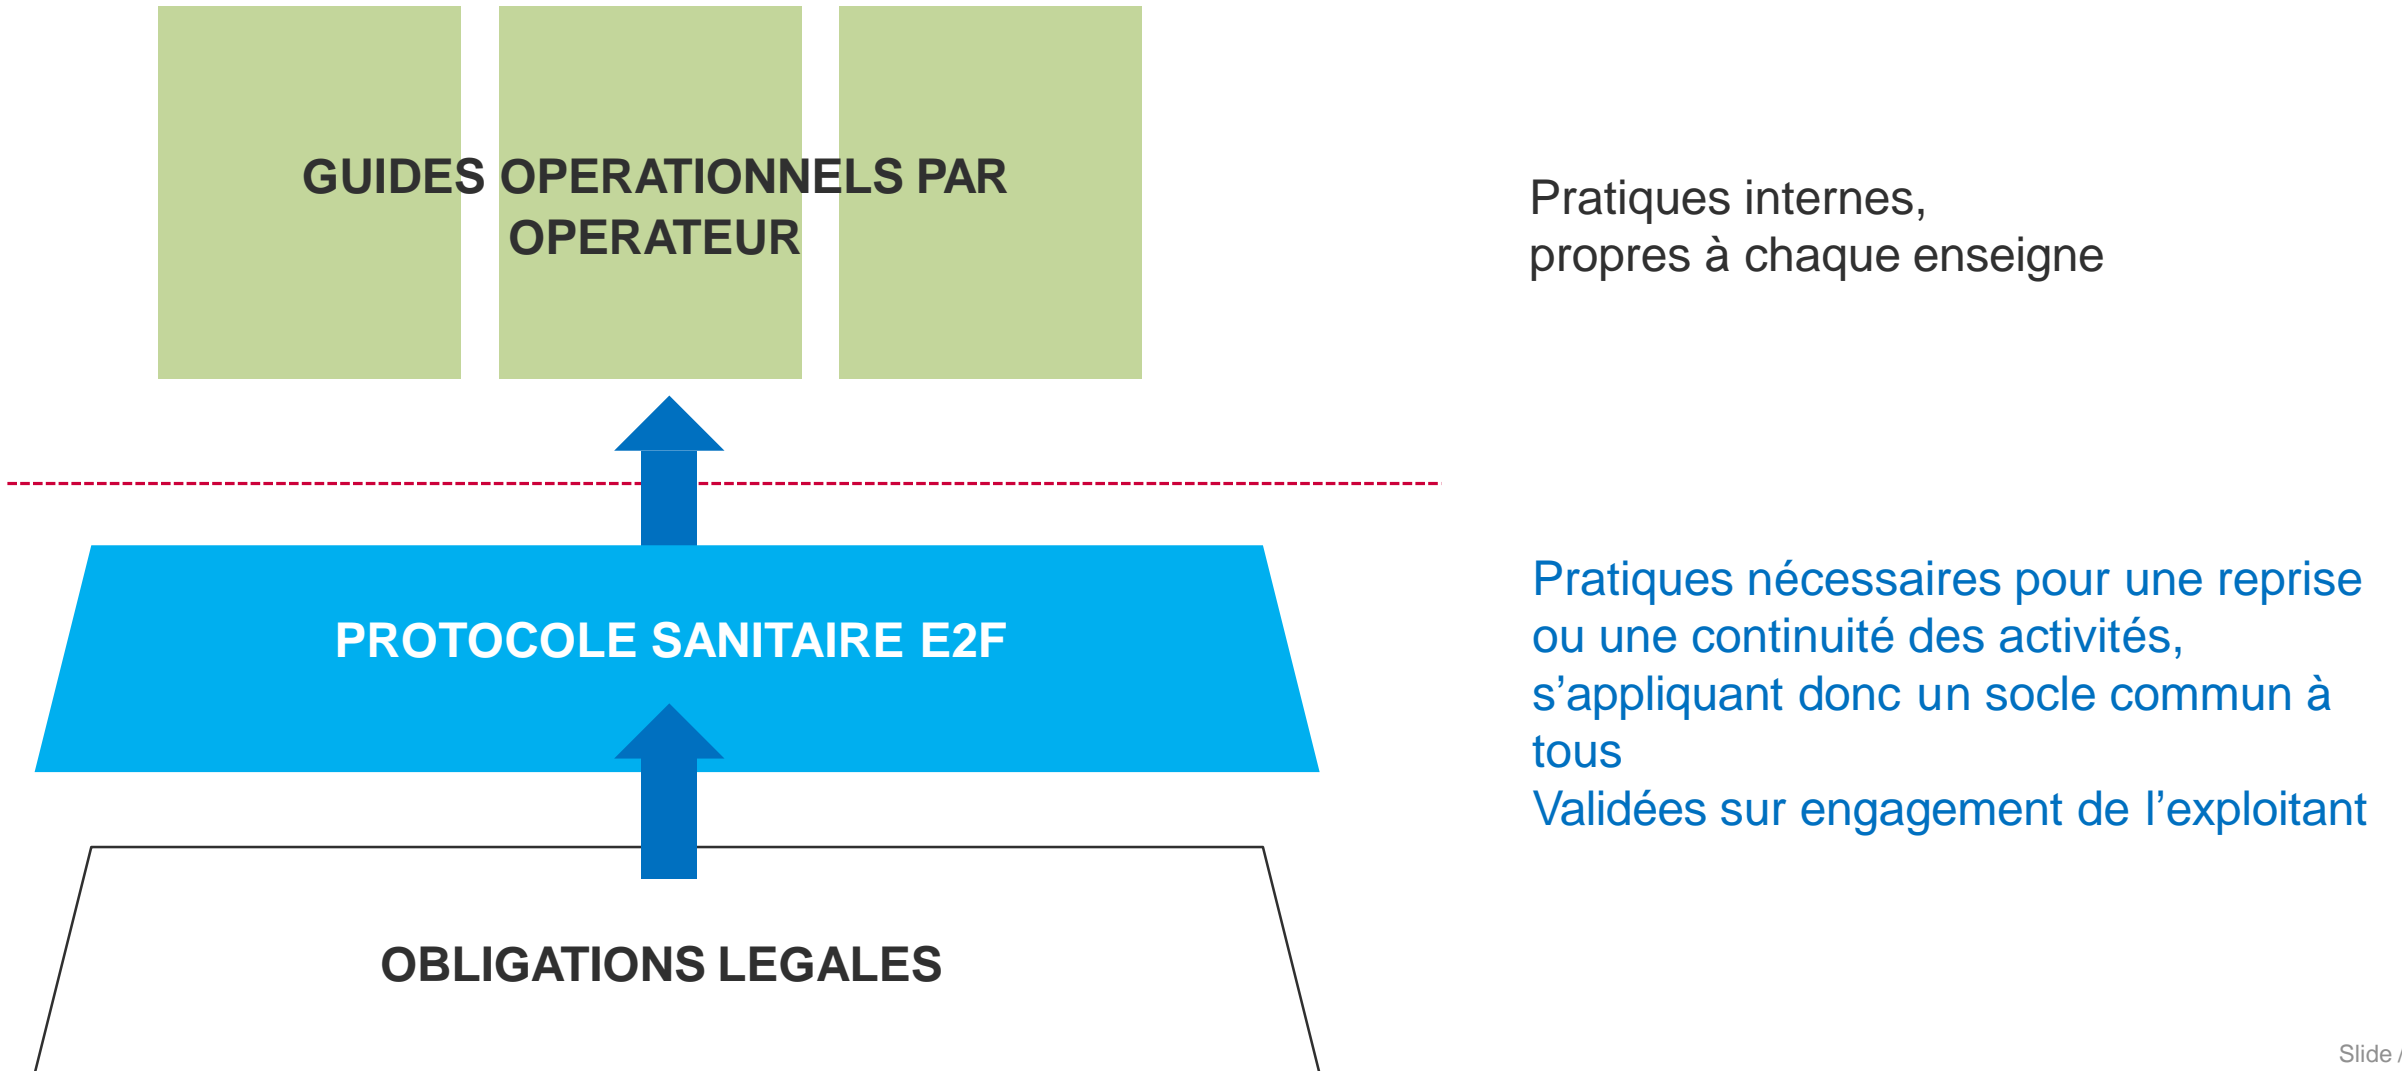 GUIDES OPERATIONNELS PAR
OPERATEUR
Pratiques internes,
propres à chaque enseigne
PROTOCOLE SANITAIRE E2F
Pratiques nécessaires pour une reprise
ou une continuité des activités,
s’appliquant donc un socle commun à
tous
Validées sur engagement de l’exploitant
OBLIGATIONS LEGALES
Slide /